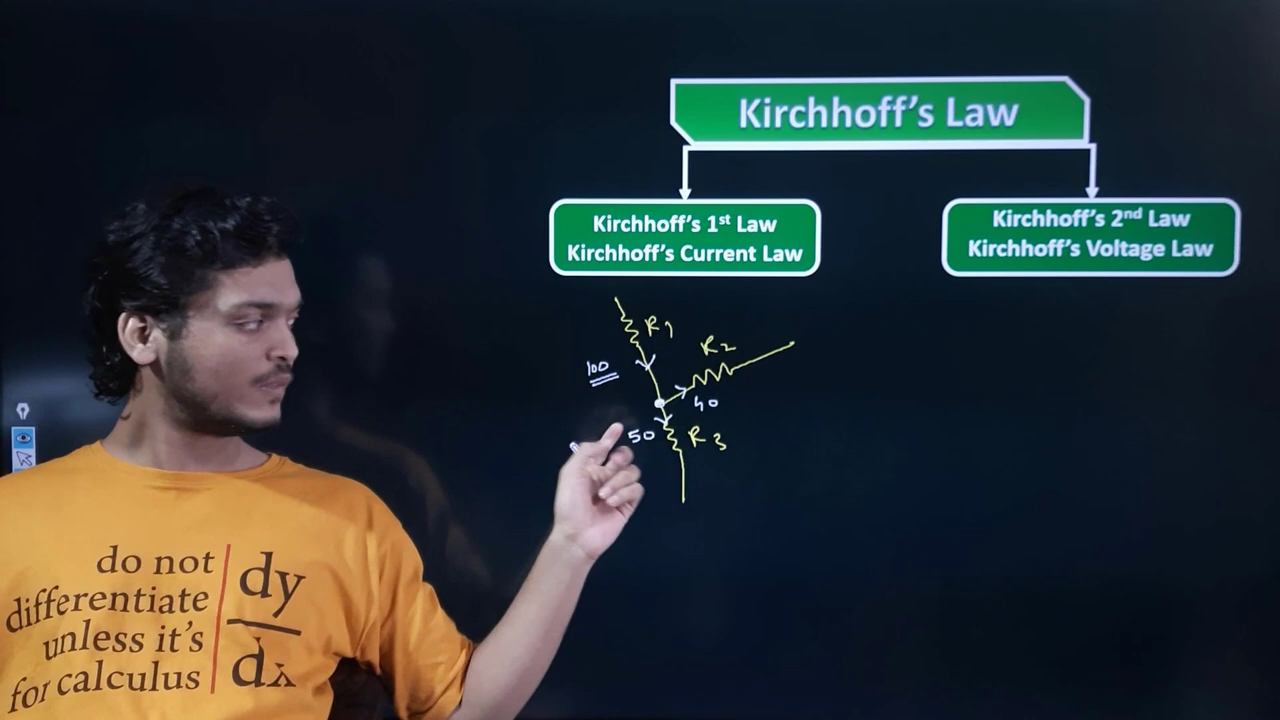 Kirchhoff's Law
Kirchhoff's 1st Law
Kirchhoff's Current Law
Kirchhoff's 2nd Law
Kirchhoff's Voltage Law
R1
R2
100
40
50
R3
do not
differentiate
unless it's
for calculus
dy
dx